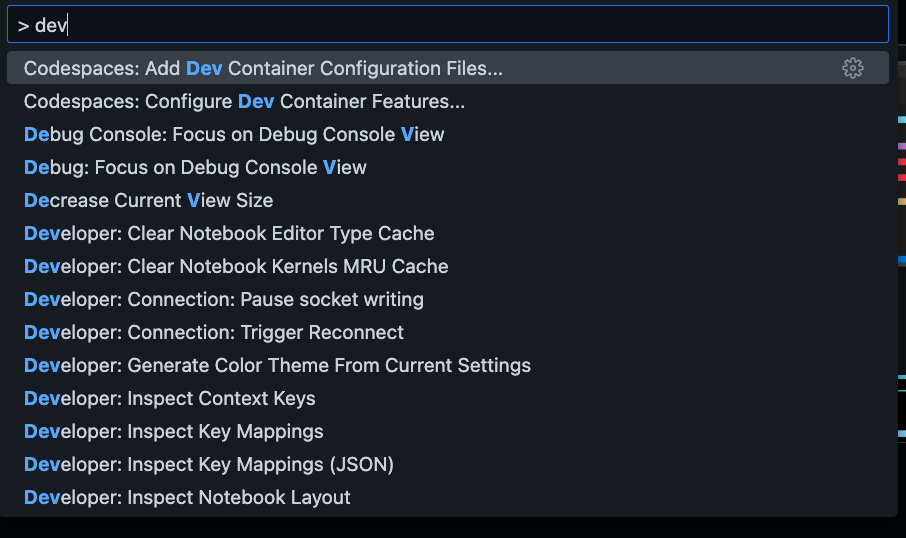 > dev
Codespaces: Add Dev Container Configuration Files...
Codespaces: Configure Dev Container Features...
Debug Console: Focus on Debug Console View
Debug: Focus on Debug Console View
Decrease Current View Size
Developer: Clear Notebook Editor Type Cache
Developer: Clear Notebook Kernels MRU Cache
Developer: Connection: Pause socket writing
Developer: Connection: Trigger Reconnect
Developer: Generate Color Theme From Current Settings
Developer: Inspect Context Keys
Developer: Inspect Key Mappings
Developer: Inspect Key Mappings (JSON)
Developer: Inspect Notebook Layout